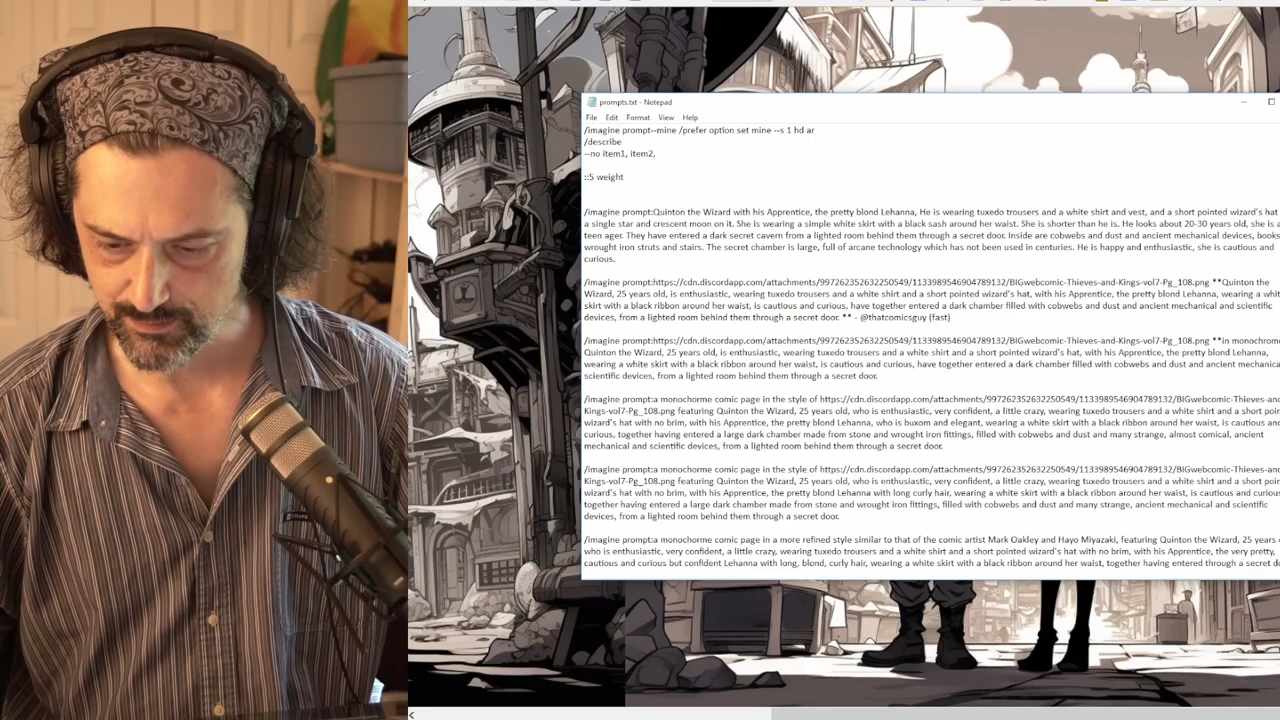 prompts.txt - Notepad
File Edit Format View Help
/imagine prompt--mine /prefer option set mine --s 1 hd ar
/describe
--no item1, item2,
::5 weight
/imagine prompt:Quinton the Wizard with his Apprentice, the pretty blond Lehanna, He is wearing tuxedo trousers and a white shirt and vest, and a short pointed wizard's hat
a single star and crescent moon on it. She is wearing a simple white skirt with a black sash around her waist. She is shorter than he is. He looks about 20-30 years old, she is a
teen ager. They have entered a dark secret cavern from a lighted room behind them through a secret door. Inside are cobwebs and dust and ancient mechanical devices, books
wrought iron struts and stairs. The secret chamber is large, full of arcane technology which has not been used in centuries. He is happy and enthusiastic, she is cautious and
curious.
/imagine prompt:https://cdn.discordapp.com/attachments/997262352632250549/1133989546904789132/BIGwebcomic-Thieves-and-Kings-vol7-Pg_108.png **Quinton the
Wizard, 25 years old, is enthusiastic, wearing tuxedo trousers and a white shirt and a short pointed wizard's hat, with his Apprentice, the pretty blond Lehanna, wearing a whit
skirt with a black ribbon around her waist, is cautious and curious, have together entered a dark chamber filled with cobwebs and dust and ancient mechanical and scientific
devices, from a lighted room behind them through a secret door. ** - @thatcomicsguy (fast)
/imagine prompt:https://cdn.discordapp.com/attachments/997262352632250549/1133989546904789132/BIGwebcomic-Thieves-and-Kings-vol7-Pg_108.png **in monochrome
Quinton the Wizard, 25 years old, is enthusiastic, wearing tuxedo trousers and a white shirt and a short pointed wizard's hat, with his Apprentice, the pretty blond Lehanna,
wearing a white skirt with a black ribbon around her waist, is cautious and curious, have together entered a dark chamber filled with cobwebs and dust and ancient mechanica
scientific devices, from a lighted room behind them through a secret door.
/imagine prompt:a monochorme comic page in the style of https://cdn.discordapp.com/attachments/997262352632250549/1133989546904789132/BIGwebcomic-Thieves-and
Kings-vol7-Pg_108.png featuring Quinton the Wizard, 25 years old, who is enthusiastic, very confident, a little crazy, wearing tuxedo trousers and a white shirt and a short poin
wizard's hat with no brim, with his Apprentice, the pretty blond Lehanna, who is buxom and elegant, wearing a white skirt with a black ribbon around her waist, is cautious and
curious, together having entered a large dark chamber made from stone and wrought iron fittings, filled with cobwebs and dust and many strange, almost comical, ancient
mechanical and scientific devices, from a lighted room behind them through a secret door.
/imagine prompt:a monochorme comic page in the style of https://cdn.discordapp.com/attachments/997262352632250549/1133989546904789132/BIGwebcomic-Thieves-and
Kings-vol7-Pg_108.png featuring Quinton the Wizard, 25 years old, who is enthusiastic, very confident, a little crazy, wearing tuxedo trousers and a white shirt and a short poin
wizard's hat with no brim, with his Apprentice, the pretty blond Lehanna with long curly hair, wearing a white skirt with a black ribbon around her waist, is cautious and curiou
together having entered a large dark chamber made from stone and wrought iron fittings, filled with cobwebs and dust and many strange, ancient mechanical and scientific
devices, from a lighted room behind them through a secret door.
/imagine prompt:a monochorme comic page in a more refined style similar to that of the comic artist Mark Oakley and Hayo Miyazaki, featuring Quinton the Wizard, 25 years o
who is enthusiastic, very confident, a little crazy, wearing tuxedo trousers and a white shirt and a short pointed wizard's hat with no brim, with his Apprentice, the very pretty,
cautious and curious but confident Lehanna with long, blond, curly hair, wearing a white skirt with a black ribbon around her waist, together having entered through a secret do